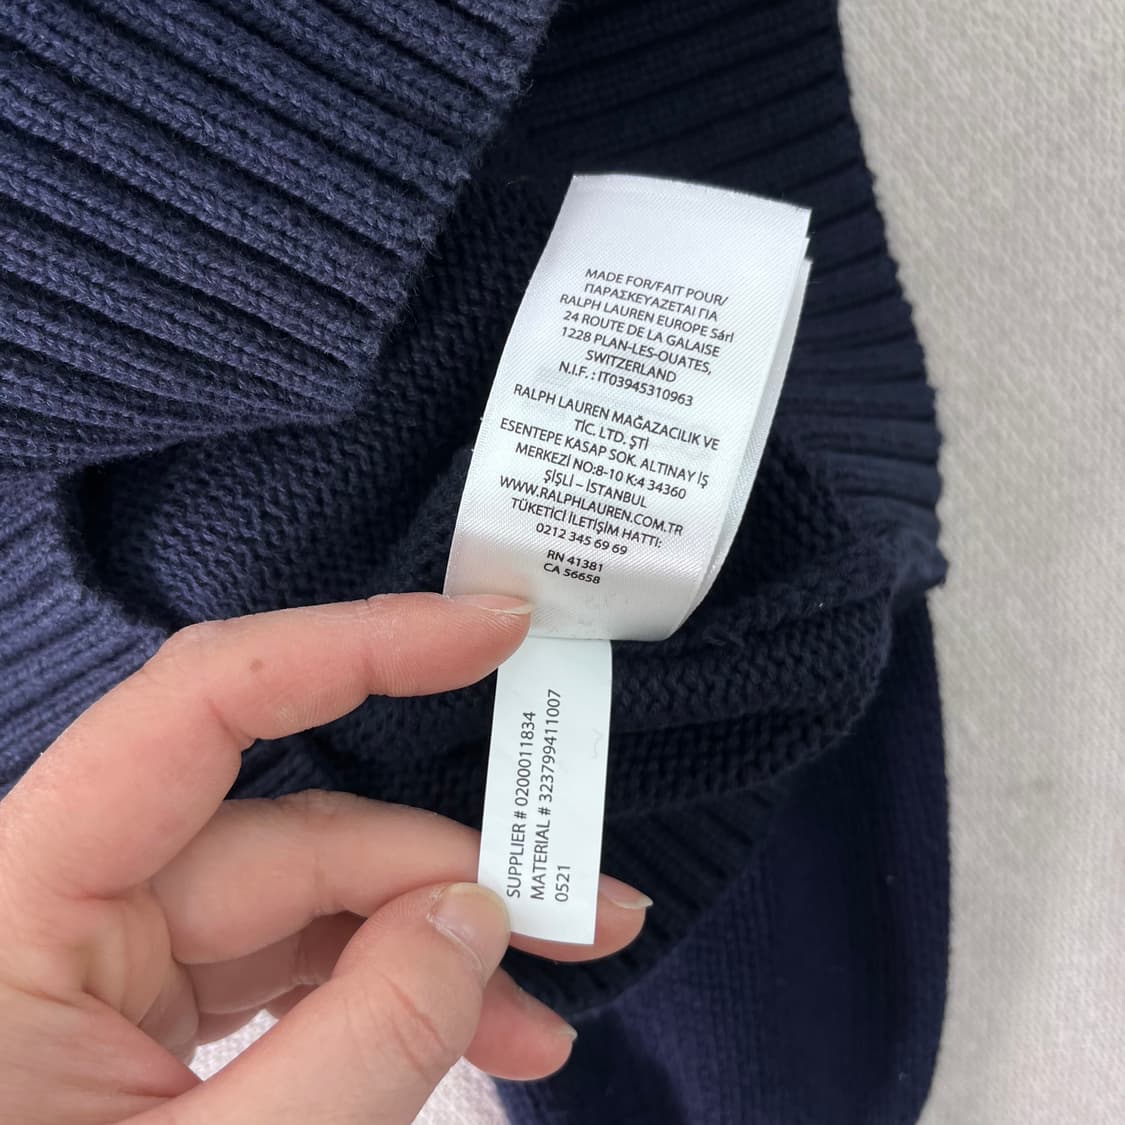 MADE FOR/FAIT POUR/
ΠΑΡΑΣΚΕΥΑΖΕΤΑΙ ΓΙΑ
RALPH LAUREN EUROPE Sárl
24 ROUTE DE LA GALAISE
1228 PLAN-LES-OUATES,
SWITZERLAND
N.I.F. : IT03945310963
RALPH LAUREN MAĞAZACILIK VE
TİC. LTD. ŞTİ
ESENTEPE KASAP SOK. ALTINAY İŞ
MERKEZİ NO:8-10 K:4 34360
ŞİŞLİ – İSTANBUL
WWW.RALPHLAUREN.COM.TR
TÜKETİCİ İLETİŞİM HATTI:
0212 345 69 69
RN 41381
CA 56658
SUPPLIER # 0200011834
MATERIAL # 323799411007
0521